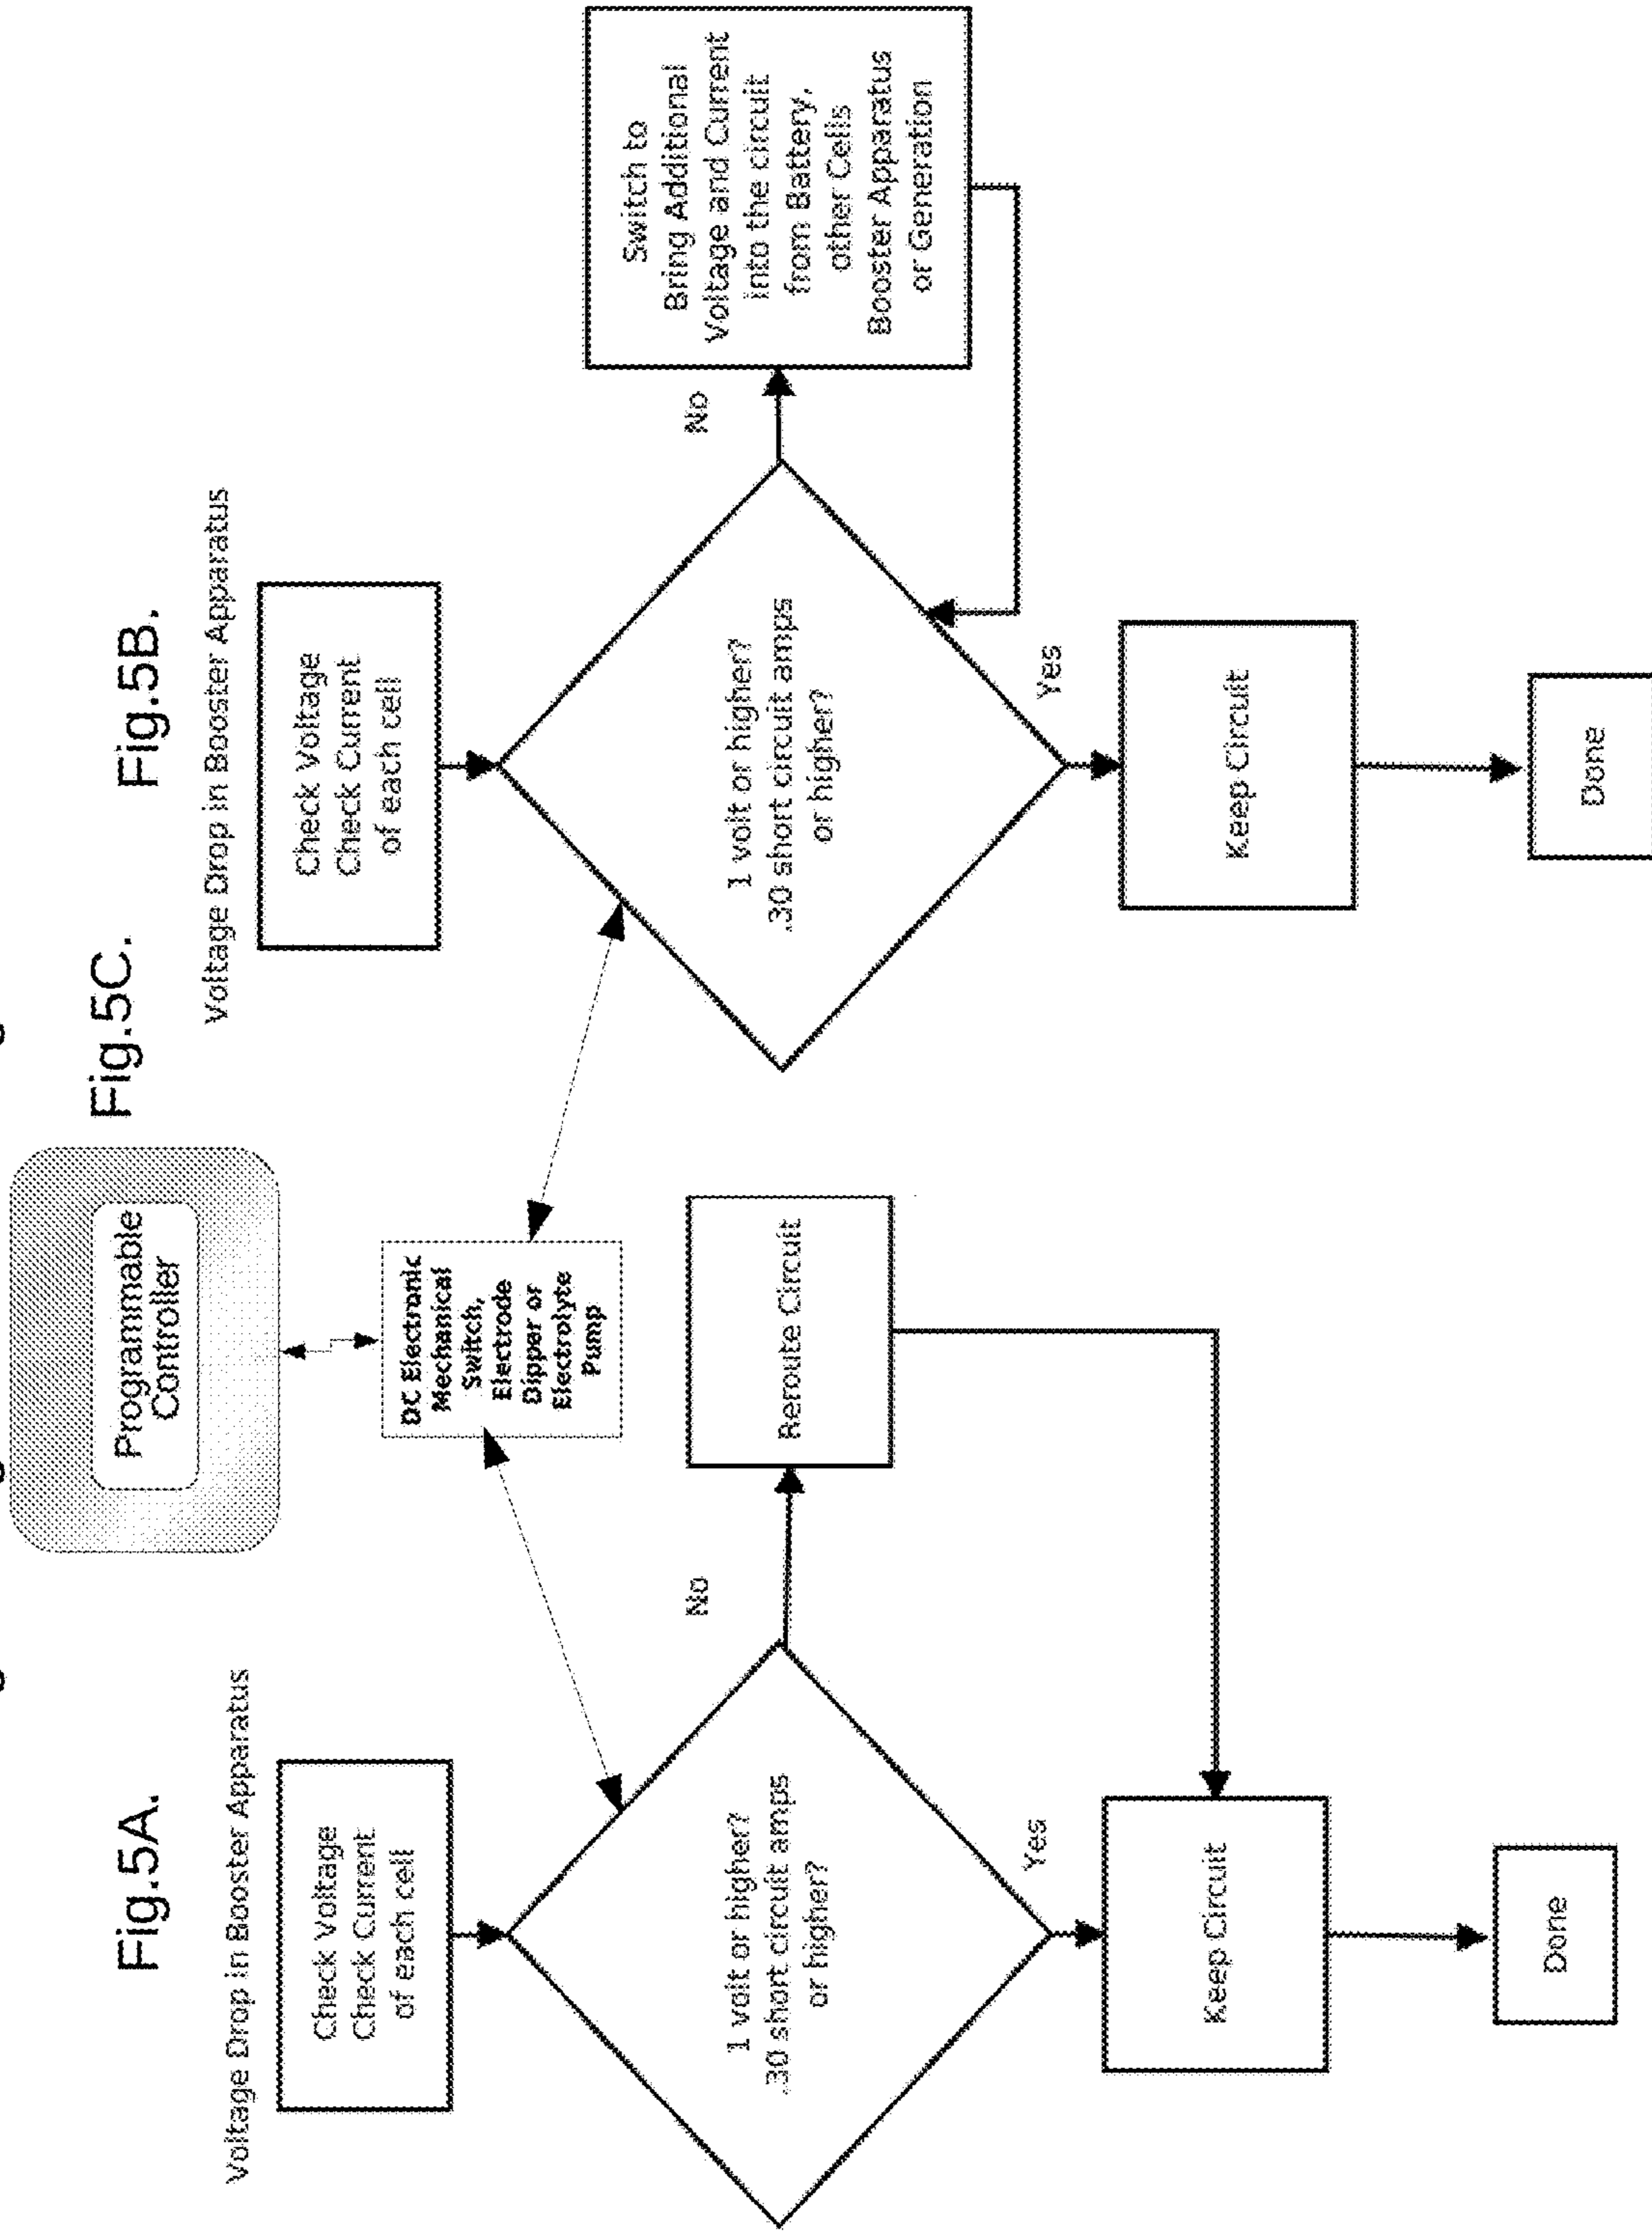 Fig.5A.
Voltage Drop in Booster Apparatus
Check Voltage
Check Current
of each cell
1 volt or higher?
.30 short circuit amps
or higher?
No
Yes
Reroute Circuit
Keep Circuit
Done
Fig.5C.
Programmable
Controller
DC Electronic
Mechanical
Switch,
Electrode
Dipper or
Electrolyte
Pump
Fig.5B.
Voltage Drop in Booster Apparatus
Check Voltage
Check Current
of each cell
1 volt or higher?
.30 short circuit amps
or higher?
No
Switch to
Bring Additional
Voltage and Current
into the circuit
from Battery,
other Cells
Booster Apparatus
or Generation
Yes
Keep Circuit
Done